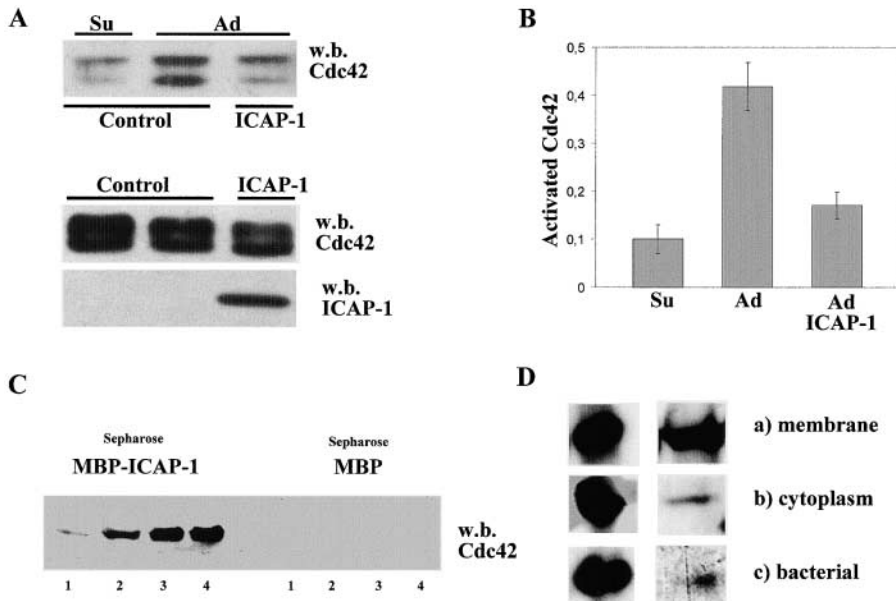 A
Su Ad
w.b.
Cdc42
Control ICAP-1
Control ICAP-1
w.b.
Cdc42
w.b.
ICAP-1
B
Activated Cdc42
0,5
0,4
0,3
0,2
0,1
0
Su Ad Ad
ICAP-1
C
Sepharose Sepharose
MBP-ICAP-1 MBP
w.b.
Cdc42
1 2 3 4 1 2 3 4
D
a) membrane
b) cytoplasm
c) bacterial